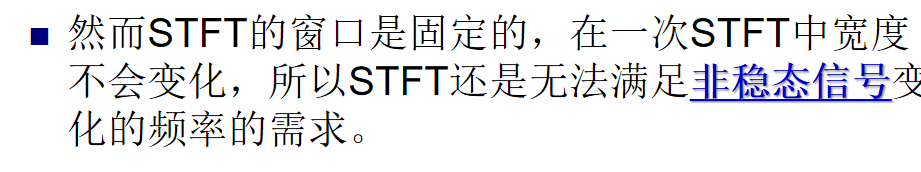 然而STFT的窗口是固定的，在一次STFT中宽度
不会变化，所以STFT还是无法满足非稳态信号变
化的频率的需求。